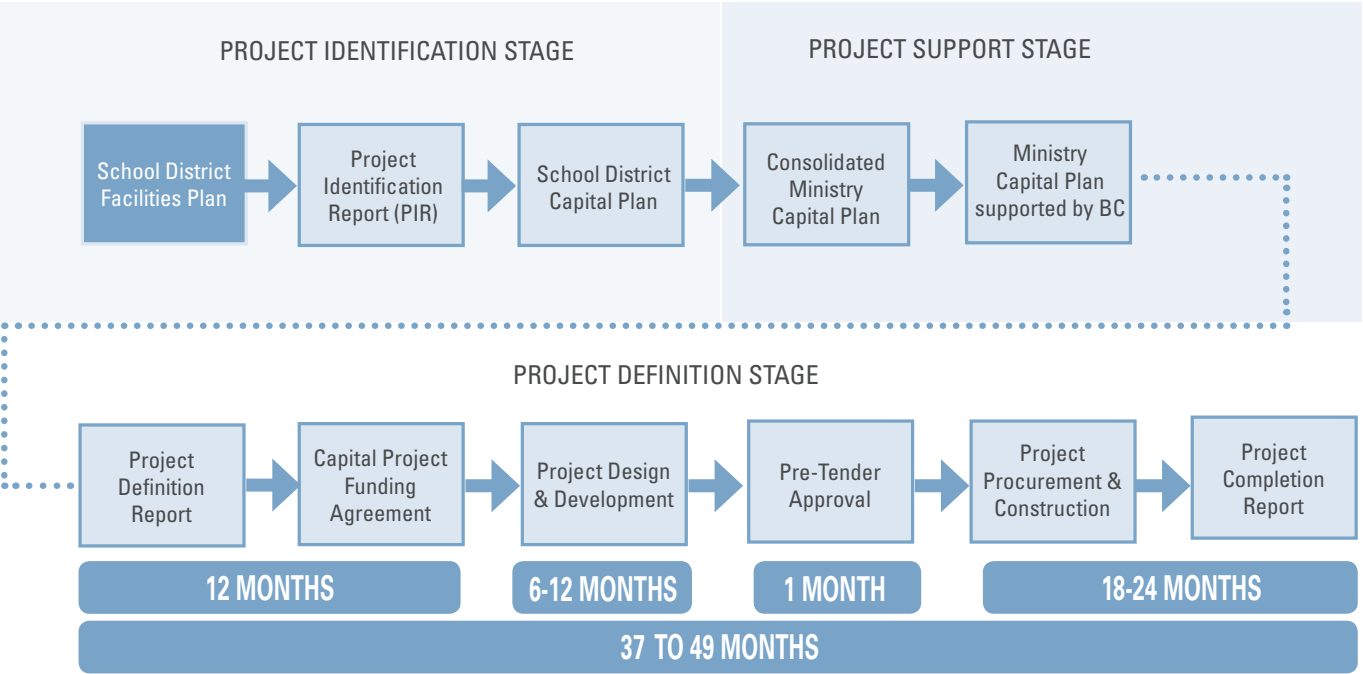 PROJECT IDENTIFICATION STAGE
PROJECT SUPPORT STAGE
School District
Facilities Plan
Project
Identification
Report (PIR)
School District
Capital Plan
Consolidated
Ministry
Capital Plan
Ministry
Capital Plan
supported by BC
PROJECT DEFINITION STAGE
Project
Definition
Report
Capital Project
Funding
Agreement
Project Design
& Development
Pre-Tender
Approval
Project
Procurement &
Construction
Project
Completion
Report
12 MONTHS
6-12 MONTHS
1 MONTH
18-24 MONTHS
37 TO 49 MONTHS